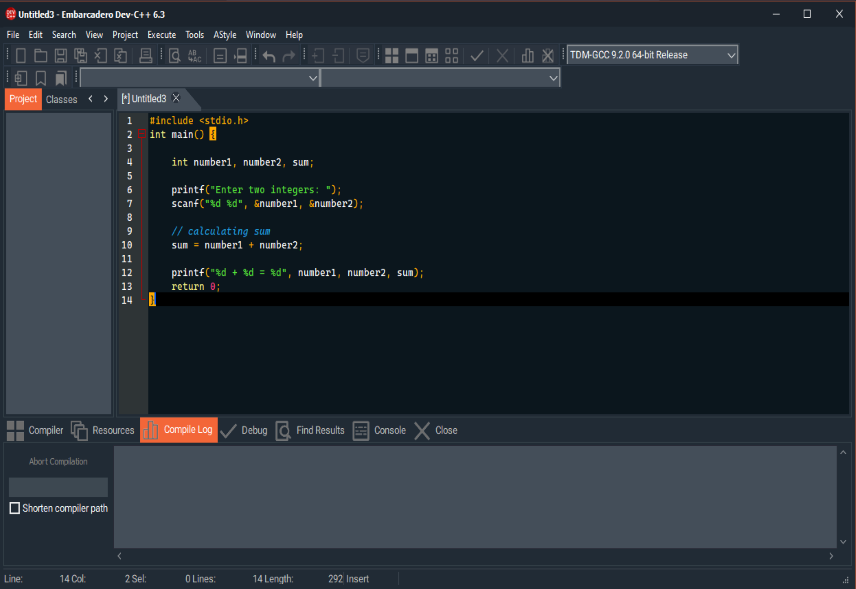 Untitled3 - Embarcadero Dev-C++ 6.3
File Edit Search View Project Execute Tools AStyle Window Help
TDM-GCC 9.2.0 64-bit Release
Project Classes
[*] Untitled3
1 #include <stdio.h>
2 int main() {
3
4 int number1, number2, sum;
5
6 printf("Enter two integers: ");
7 scanf("%d %d", &number1, &number2);
8
9 // calculating sum
10 sum = number1 + number2;
11
12 printf("%d + %d = %d", number1, number2, sum);
13 return 0;
14 }
Compiler Resources Compile Log Debug Find Results Console Close
Abort Compilation
Shorten compiler path
Line: 14 Col: 2 Sel: 0 Lines: 14 Length: 292 Insert